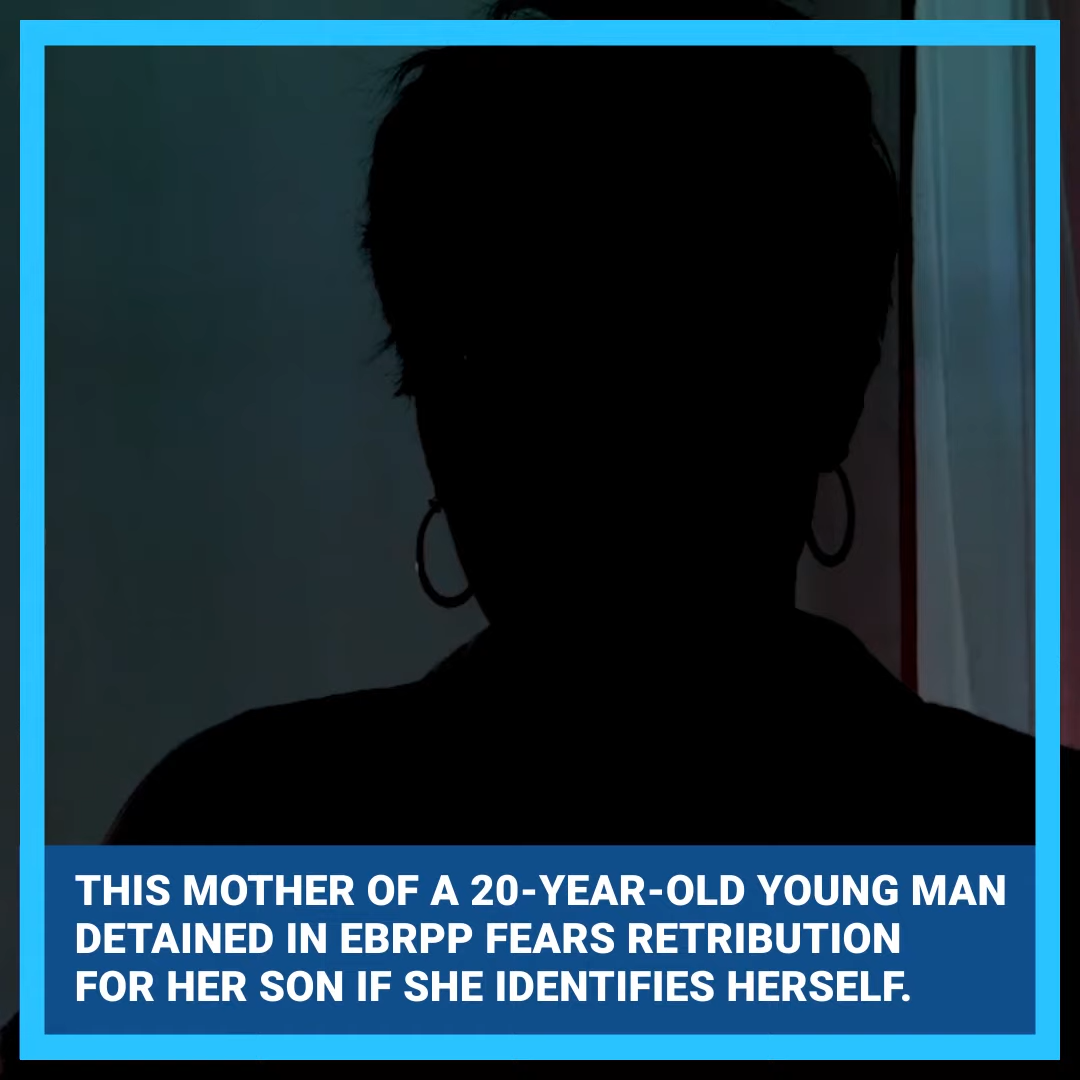 THIS MOTHER OF A 20-YEAR-OLD YOUNG MAN
DETAINED IN EBRPP FEARS RETRIBUTION
FOR HER SON IF SHE IDENTIFIES HERSELF.